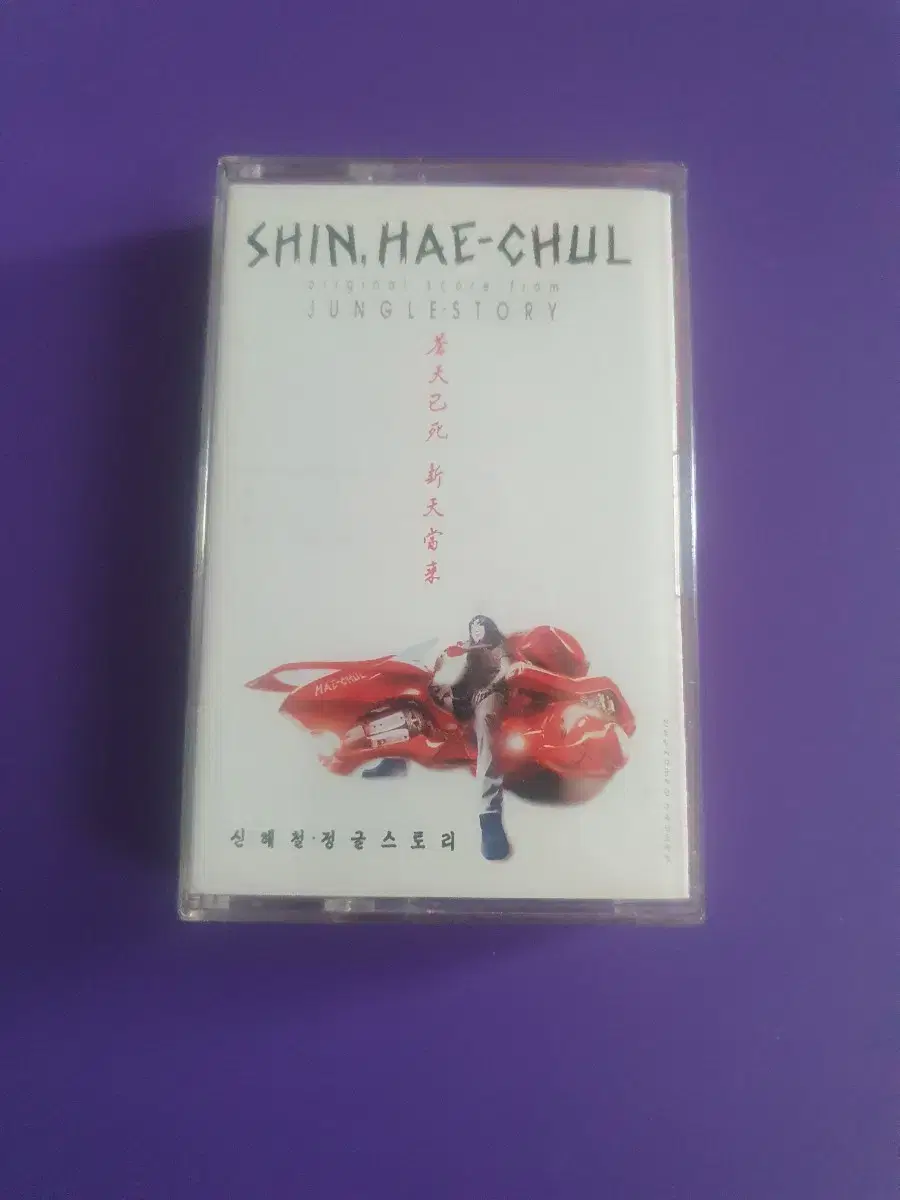 SHIN, HAE-CHUL
original score from
JUNGLE·STORY
蒼天已死 新天當來
HAE-CHUL
신해철·정글스토리